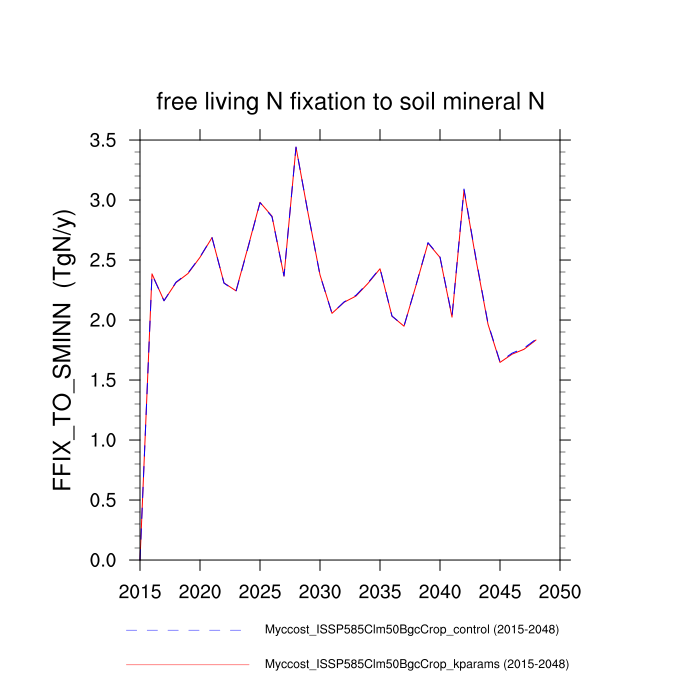 free living N fixation to soil mineral N
FFIX_TO_SMINN (TgN/y)
3.5
3.0
2.5
2.0
1.5
1.0
0.5
0.0
2015 2020 2025 2030 2035 2040 2045 2050
Myccost_ISSP585Clm50BgcCrop_control (2015-2048)
Myccost_ISSP585Clm50BgcCrop_kparams (2015-2048)